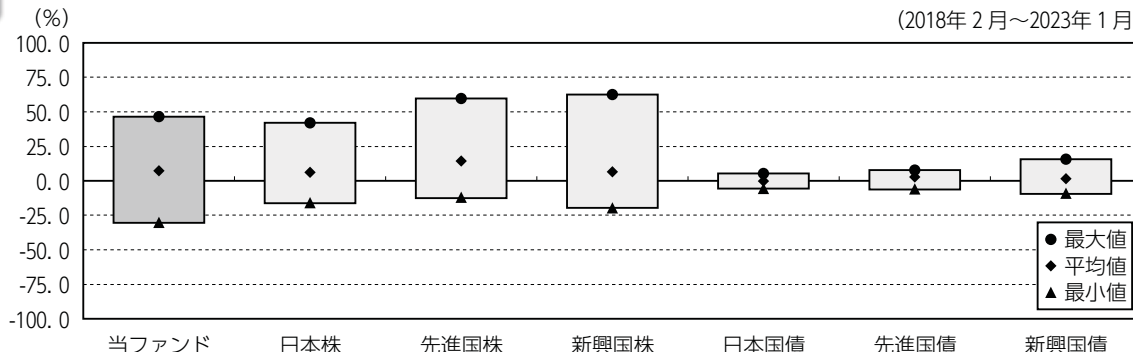 (%)
(2018年2月～2023年1月
100.0
75.0
50.0
25.0
0.0
-25.0
-50.0
-75.0
-100.0
● 最大値
◆ 平均値
▲ 最小値
当ファンド 日本株 先進国株 新興国株 日本国債 先進国債 新興国債